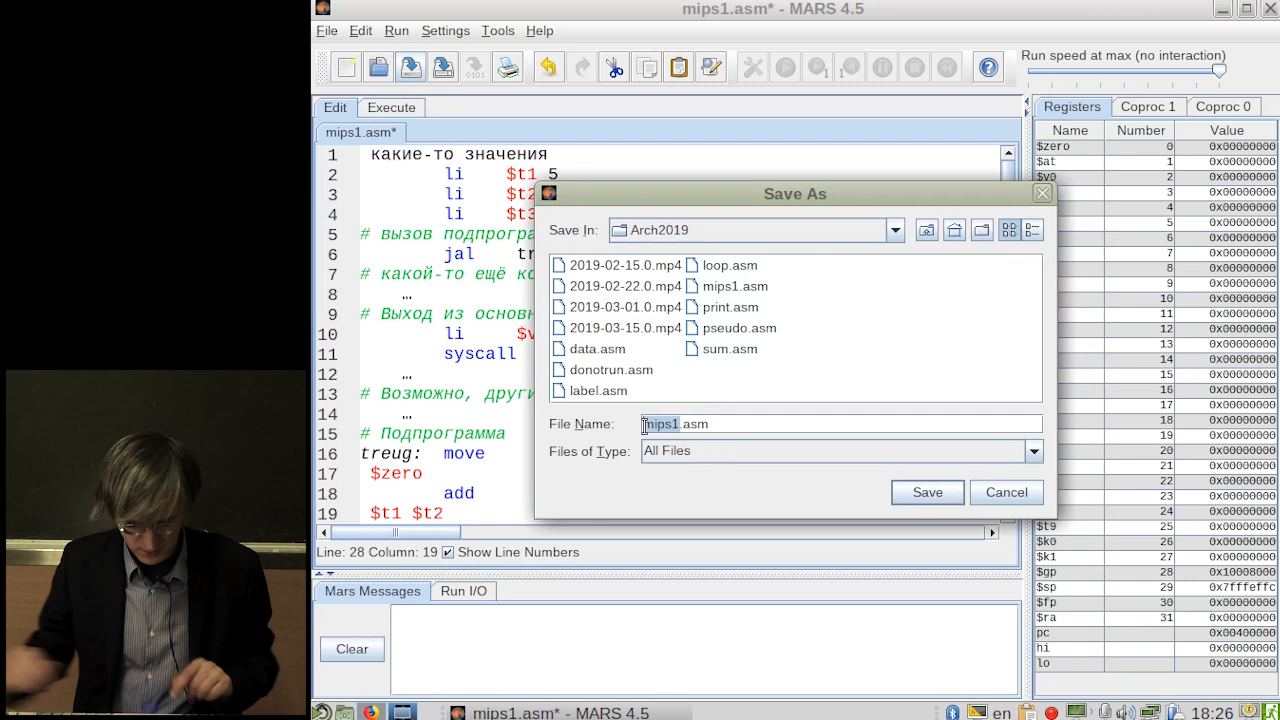 mips1.asm* - MARS 4.5
File Edit Run Settings Tools Help
Run speed at max (no interaction)
Edit Execute
mips1.asm*
1 какие-то значения
2 li $t1 5
3 li $t2
4 li $t3
5 # вызов подпрогра
6 jal tr
7 # какой-то ещё ко
8 …
9 # Выход из основн
10 li $v
11 syscall
12 …
13 # Возможно, други
14 …
15 # Подпрограмма
16 treug: move
17 $zero
18 add
19 $t1 $t2
Line: 28 Column: 19 Show Line Numbers
Mars Messages Run I/O
Clear
Save As
Save In: Arch2019
2019-02-15.0.mp4 loop.asm
2019-02-22.0.mp4 mips1.asm
2019-03-01.0.mp4 print.asm
2019-03-15.0.mp4 pseudo.asm
data.asm sum.asm
donotrun.asm
label.asm
File Name: mips1.asm
Files of Type: All Files
Save Cancel
Registers Coproc 1 Coproc 0
Name Number Value
$zero 0 0x00000000
$at 1 0x00000000
$v0 2 0x00000000
3 0x00000000
4 0x00000000
5 0x00000000
6 0x00000000
7 0x00000000
8 0x00000000
9 0x00000000
10 0x00000000
11 0x00000000
12 0x00000000
13 0x00000000
14 0x00000000
15 0x00000000
16 0x00000000
17 0x00000000
18 0x00000000
19 0x00000000
20 0x00000000
21 0x00000000
22 0x00000000
23 0x00000000
24 0x00000000
$t9 25 0x00000000
$k0 26 0x00000000
$k1 27 0x00000000
$gp 28 0x10008000
$sp 29 0x7fffeffc
$fp 30 0x00000000
$ra 31 0x00000000
pc 0x00400000
hi 0x00000000
lo 0x00000000
mips1.asm* - MARS 4.5
en
18:26